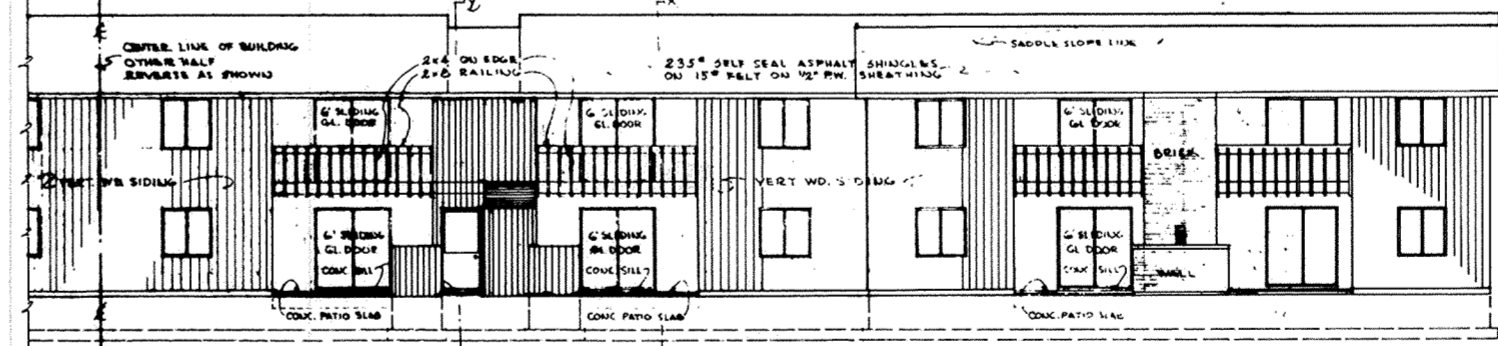 CENTER LINE OF BUILDING
OTHER HALF
REVERSE AS SHOWN
2x4 ON EDGE
2x8 RAILING
235# SELF SEAL ASPHALT SHINGLES
ON 15# FELT ON 1/2" P.W. SHEATHING
SADDLE SLOPE LINE
6' SLIDING
GL. DOOR
6' SLIDING
GL. DOOR
6' SLIDING
GL. DOOR
BRICK
VERT WD SIDING
VERT WD. SIDING
6' SLIDING
GL. DOOR
CONC SILL
6' SLIDING
GL. DOOR
CONC SILL
6' SLIDING
GL. DOOR
CONC SILL
WALL
CONC. PATIO SLAB
CONC PATIO SLAB
CONC. PATIO SLAB